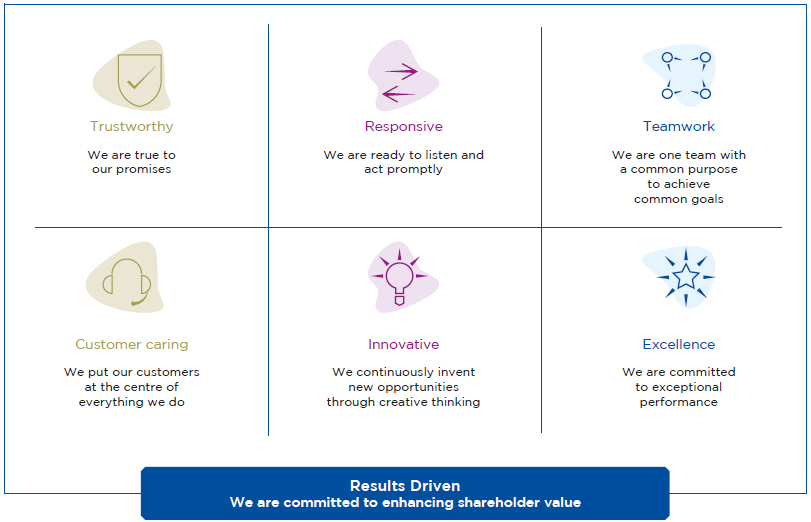 Trustworthy
We are true to
our promises
Responsive
We are ready to listen and
act promptly
Teamwork
We are one team with
a common purpose
to achieve
common goals
Customer caring
We put our customers
at the centre of
everything we do
Innovative
We continuously invent
new opportunities
through creative thinking
Excellence
We are committed
to exceptional
performance
Results Driven
We are committed to enhancing shareholder value